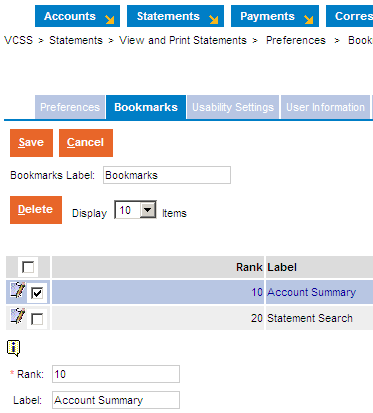 Accounts Statements Payments Corres
VCSS > Statements > View and Print Statements > Preferences > Book
Preferences Bookmarks Usability Settings User Information
Save Cancel
Bookmarks Label: Bookmarks
Delete Display 10 Items
Rank Label
10 Account Summary
20 Statement Search
i
* Rank: 10
Label: Account Summary